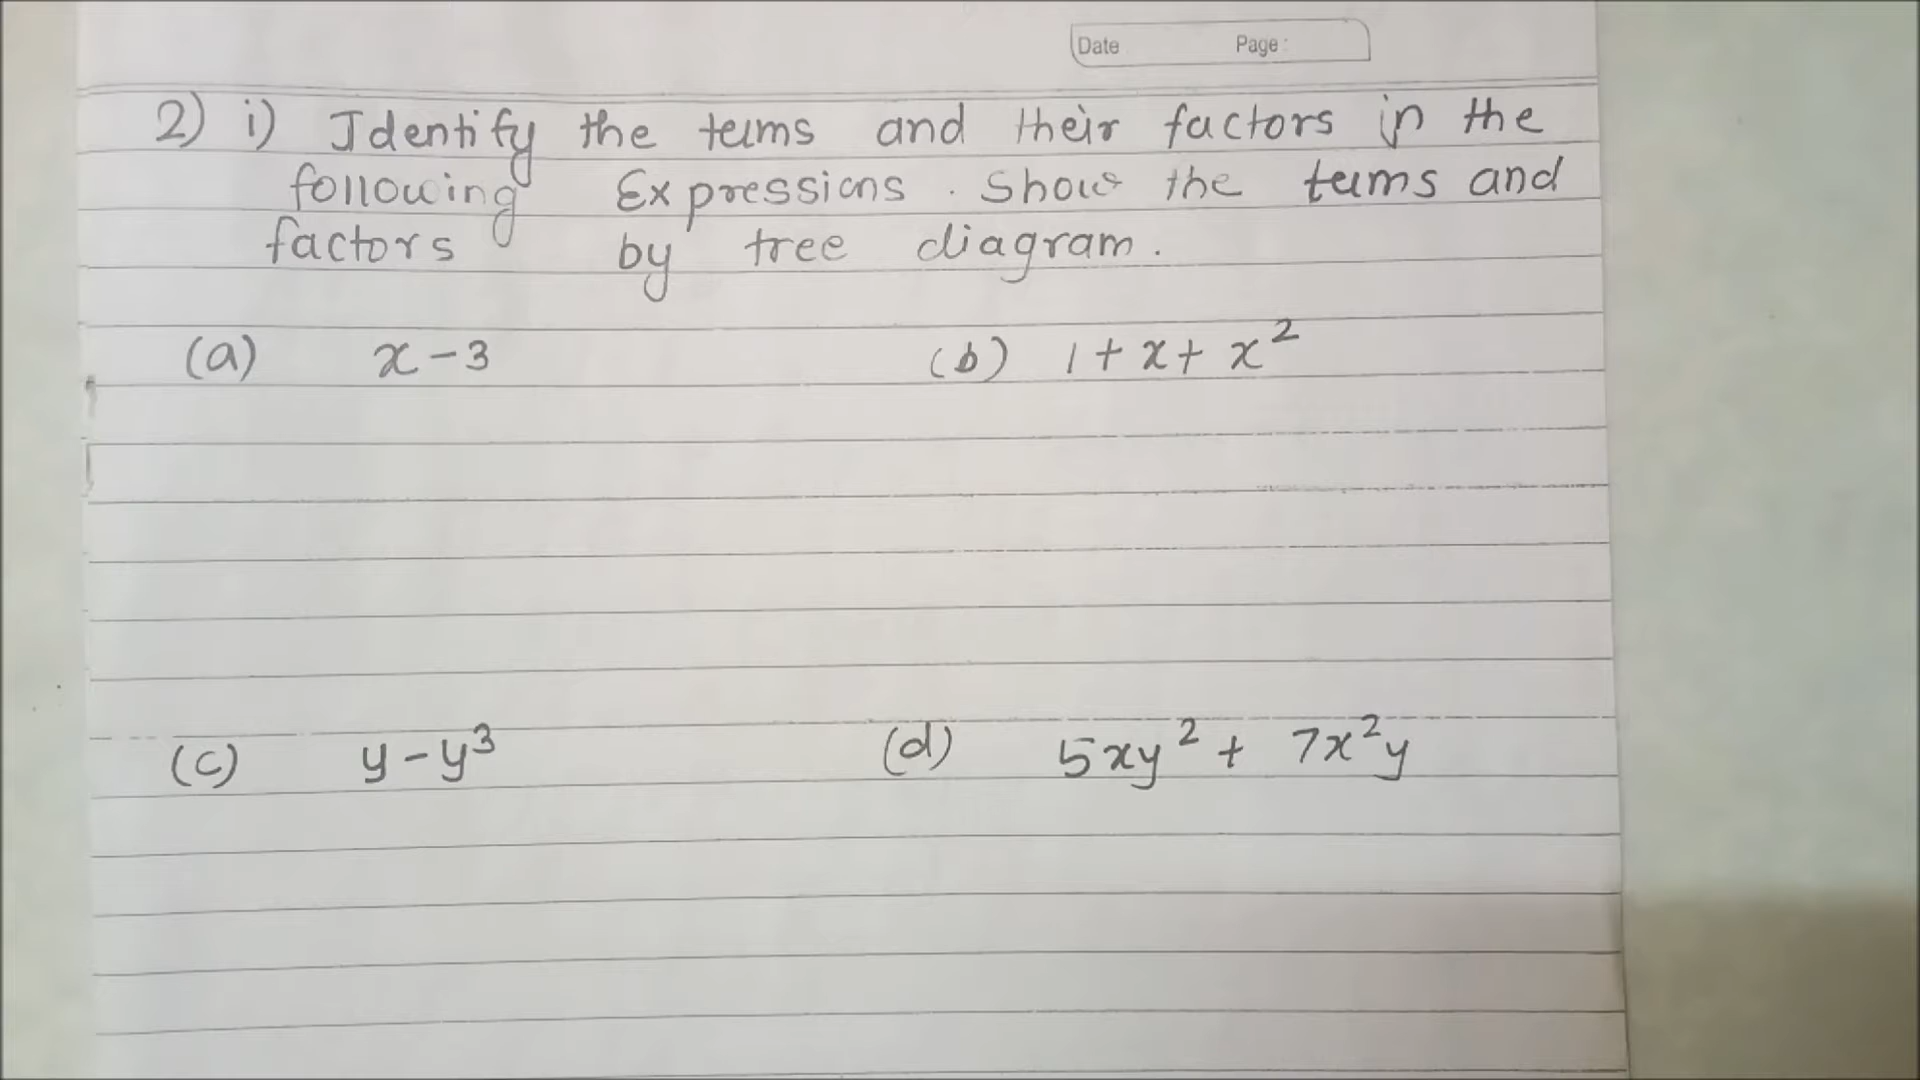 Date Page:
2) i) Identify the terms and their factors in the
following Expressions. Show the terms and
factors by tree diagram.
(a) x - 3 (b) 1 + x + x²
(c) y - y³ (d) 5xy² + 7x²y